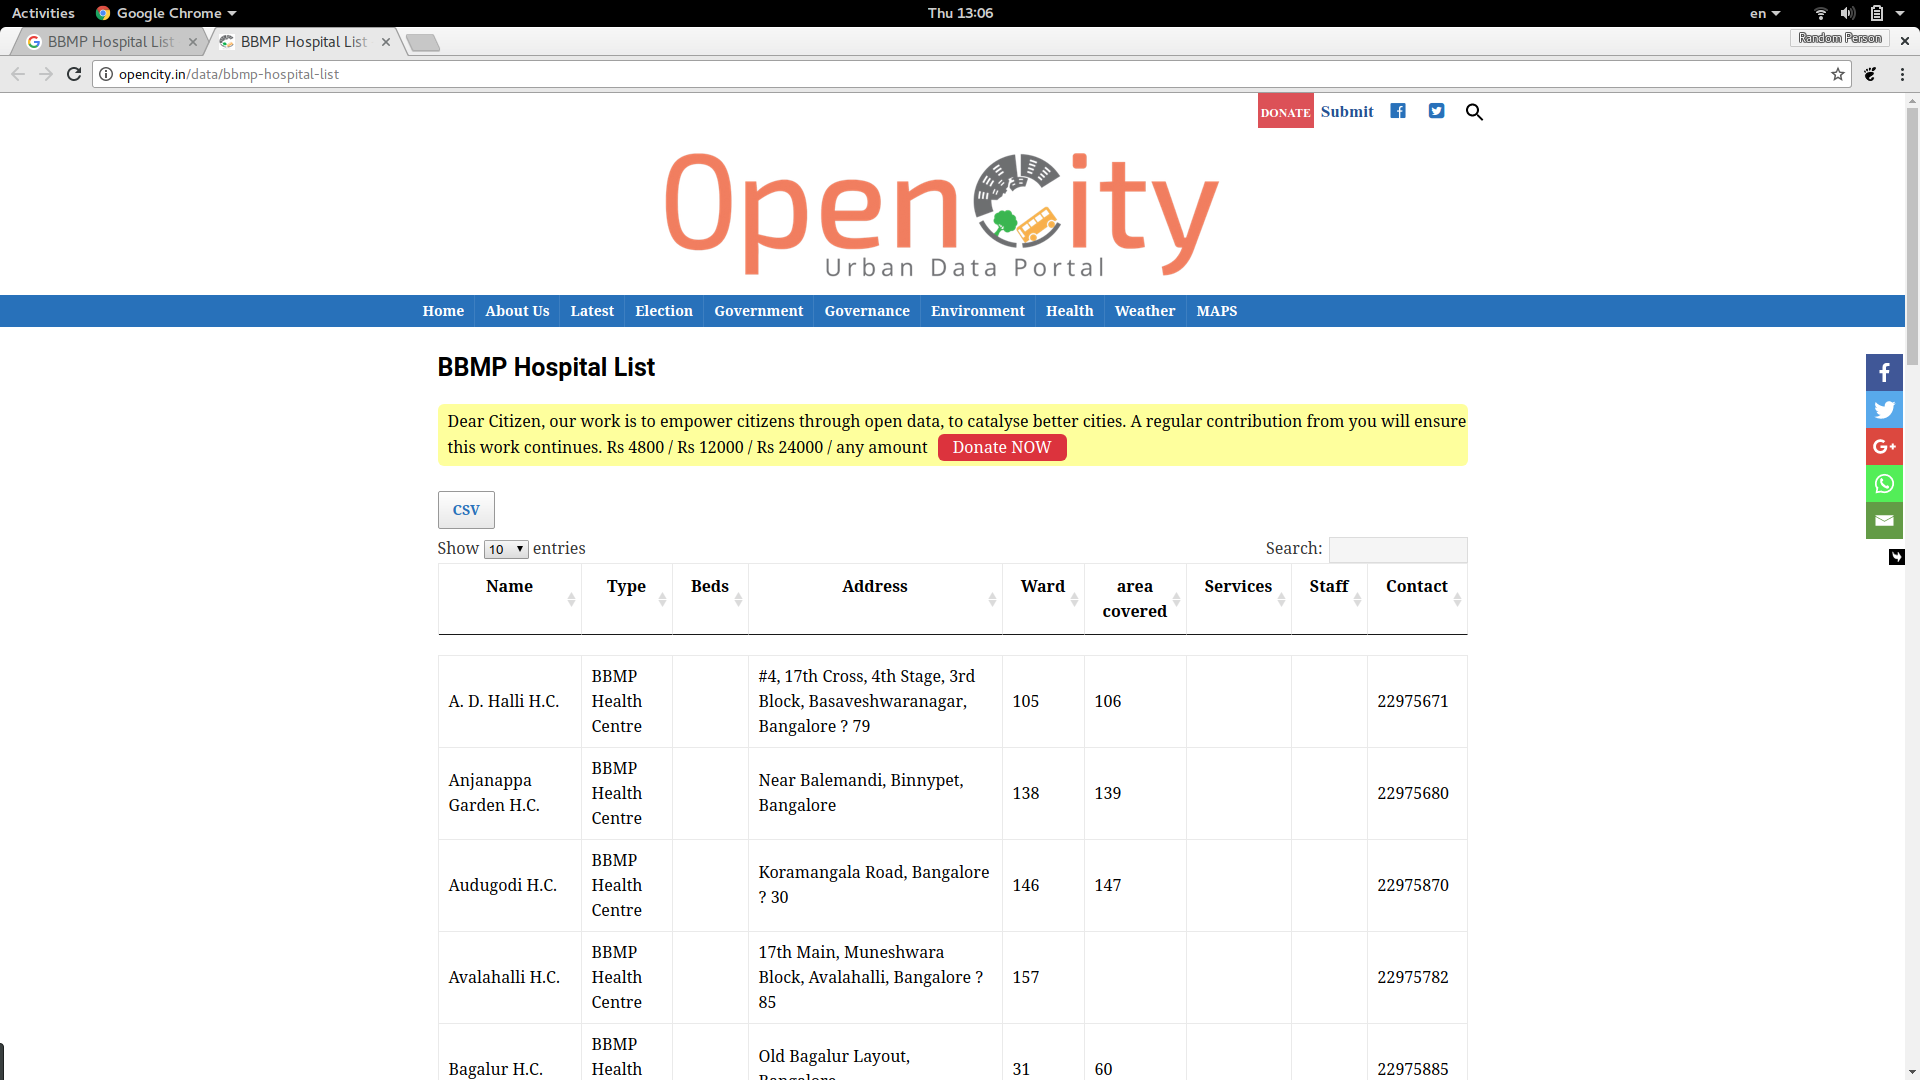 Activities Google Chrome Thu 13:06 en
BBMP Hospital List BBMP Hospital List Random Person
opencity.in/data/bbmp-hospital-list
DONATE Submit
OpenCity
Urban Data Portal
Home About Us Latest Election Government Governance Environment Health Weather MAPS
BBMP Hospital List
Dear Citizen, our work is to empower citizens through open data, to catalyse better cities. A regular contribution from you will ensure
this work continues. Rs 4800 / Rs 12000 / Rs 24000 / any amount Donate NOW
CSV
Show 10 entries Search:
Name Type Beds Address Ward area covered Services Staff Contact
A. D. Halli H.C. BBMP Health Centre #4, 17th Cross, 4th Stage, 3rd Block, Basaveshwaranagar, Bangalore ? 79 105 106 22975671
Anjanappa Garden H.C. BBMP Health Centre Near Balemandi, Binnypet, Bangalore 138 139 22975680
Audugodi H.C. BBMP Health Centre Koramangala Road, Bangalore ? 30 146 147 22975870
Avalahalli H.C. BBMP Health Centre 17th Main, Muneshwara Block, Avalahalli, Bangalore ? 85 157 22975782
Bagalur H.C. BBMP Health Old Bagalur Layout, 31 60 22975885